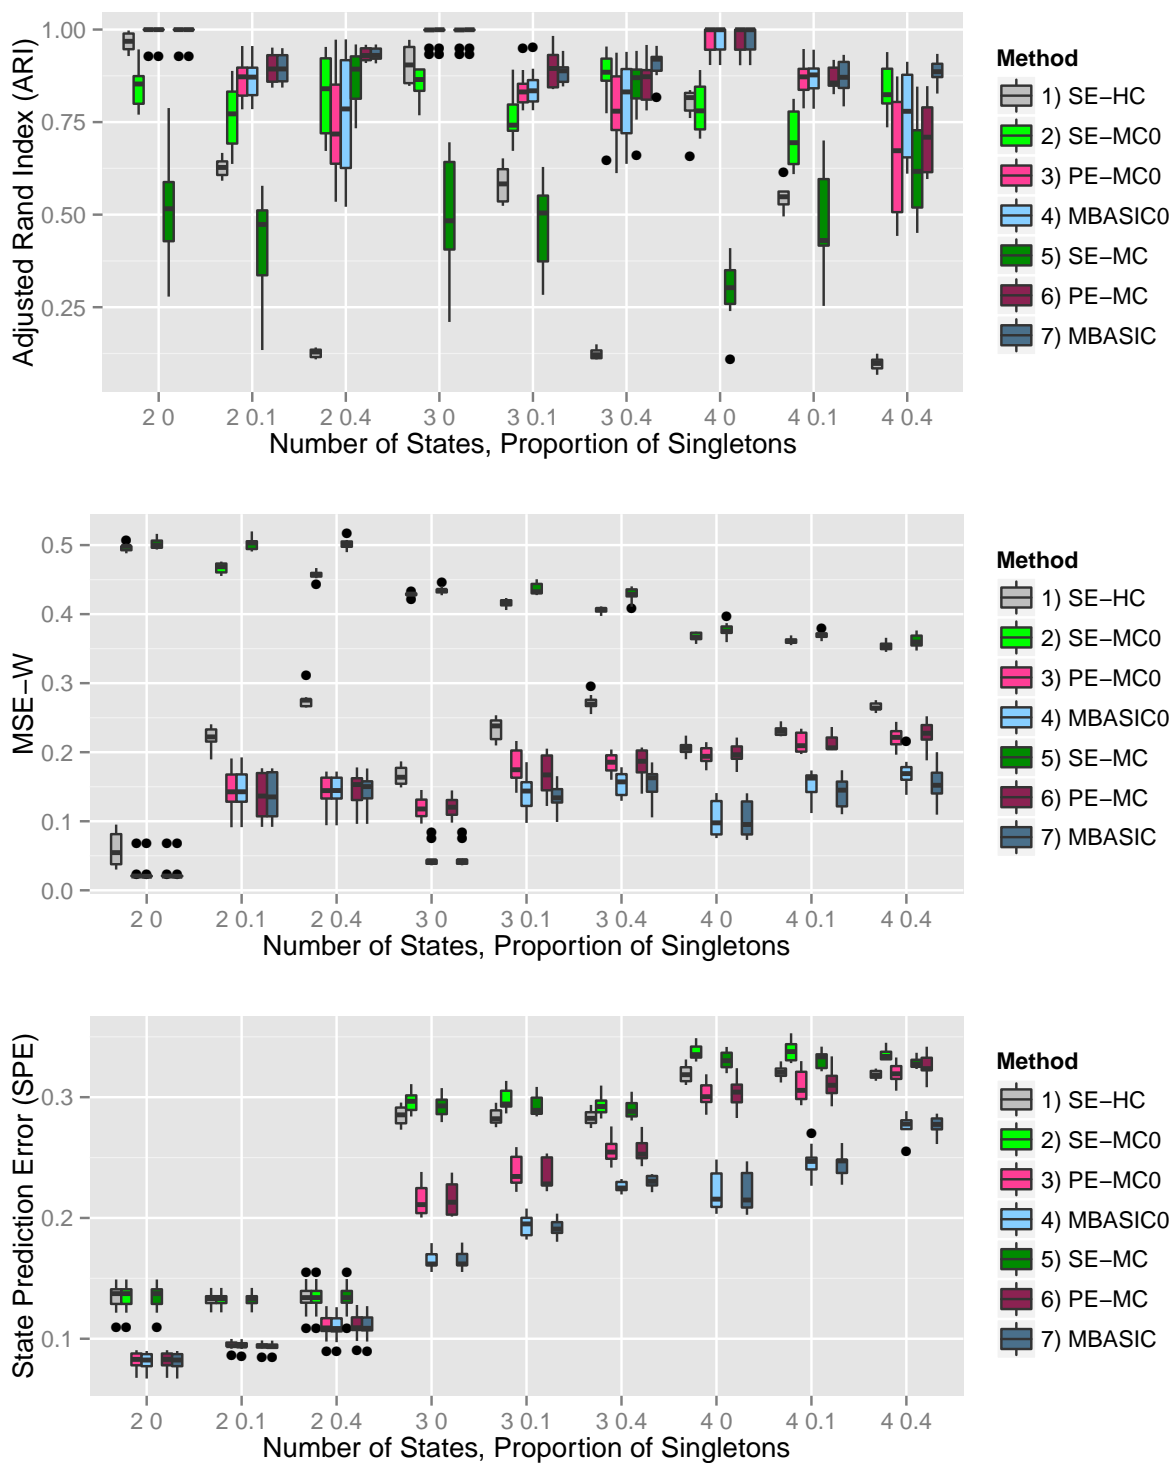 Adjusted Rand Index (ARI)
1.00
0.75
0.50
0.25
2 0 2 0.1 2 0.4 3 0 3 0.1 3 0.4 4 0 4 0.1 4 0.4
Number of States, Proportion of Singletons
Method
1) SE−HC
2) SE−MC0
3) PE−MC0
4) MBASIC0
5) SE−MC
6) PE−MC
7) MBASIC
MSE−W
0.5
0.4
0.3
0.2
0.1
0.0
2 0 2 0.1 2 0.4 3 0 3 0.1 3 0.4 4 0 4 0.1 4 0.4
Number of States, Proportion of Singletons
Method
1) SE−HC
2) SE−MC0
3) PE−MC0
4) MBASIC0
5) SE−MC
6) PE−MC
7) MBASIC
State Prediction Error (SPE)
0.3
0.2
0.1
2 0 2 0.1 2 0.4 3 0 3 0.1 3 0.4 4 0 4 0.1 4 0.4
Number of States, Proportion of Singletons
Method
1) SE−HC
2) SE−MC0
3) PE−MC0
4) MBASIC0
5) SE−MC
6) PE−MC
7) MBASIC